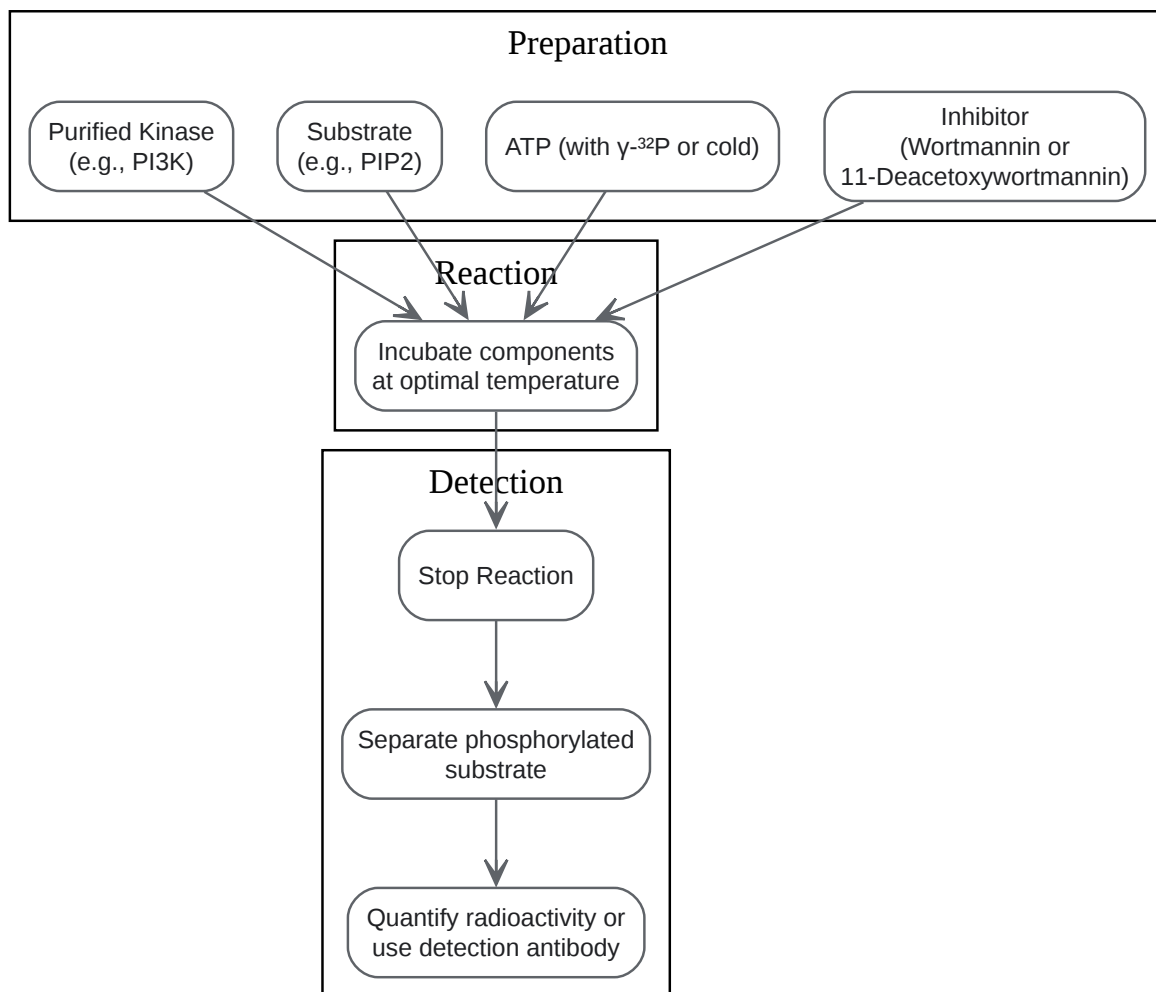 Preparation
Purified Kinase
(e.g., PI3K)
Substrate
(e.g., PIP2)
ATP (with γ-³²P or cold)
Inhibitor
(Wortmannin or
11-Deacetoxywortmannin)
Reaction
Incubate components
at optimal temperature
Detection
Stop Reaction
Separate phosphorylated
substrate
Quantify radioactivity or
use detection antibody